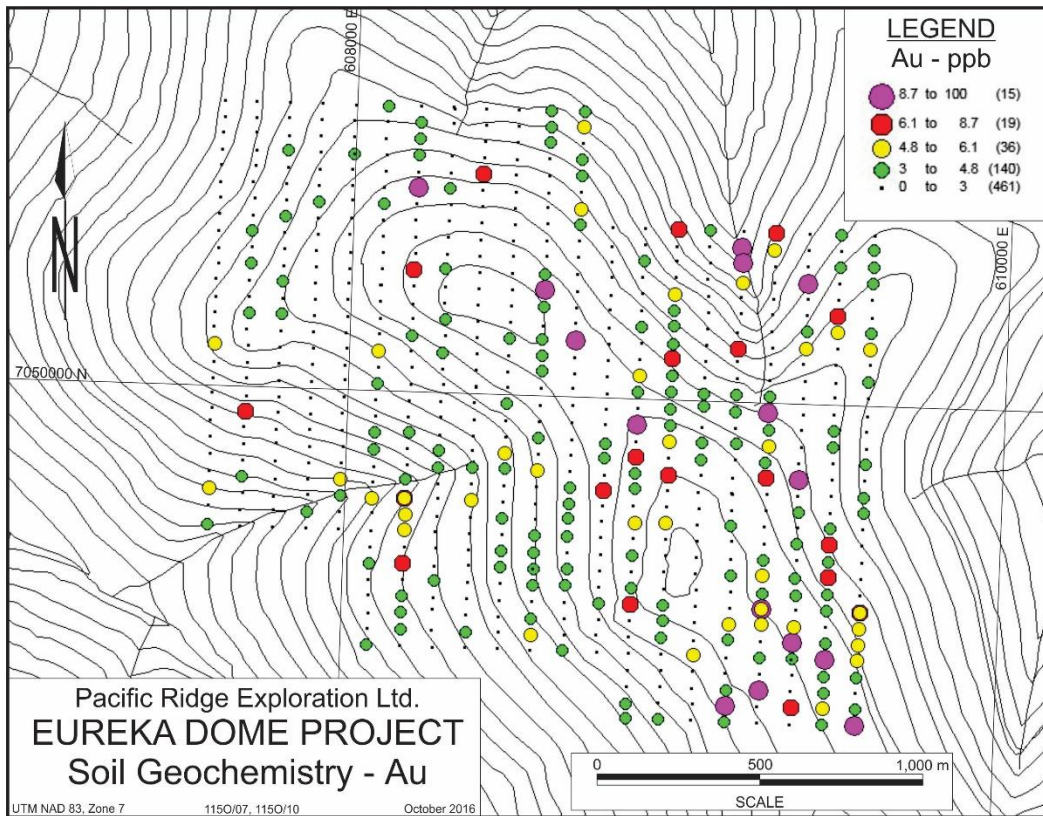 608000 E
LEGEND
Au - ppb
8.7 to 100 (15)
6.1 to 8.7 (19)
4.8 to 6.1 (36)
3 to 4.8 (140)
0 to 3 (461)
N
610000 E
7050000 N
Pacific Ridge Exploration Ltd.
EUREKA DOME PROJECT
Soil Geochemistry - Au
UTM NAD 83, Zone 7 115O/07, 115O/10 October 2016
0 500 1,000 m
SCALE